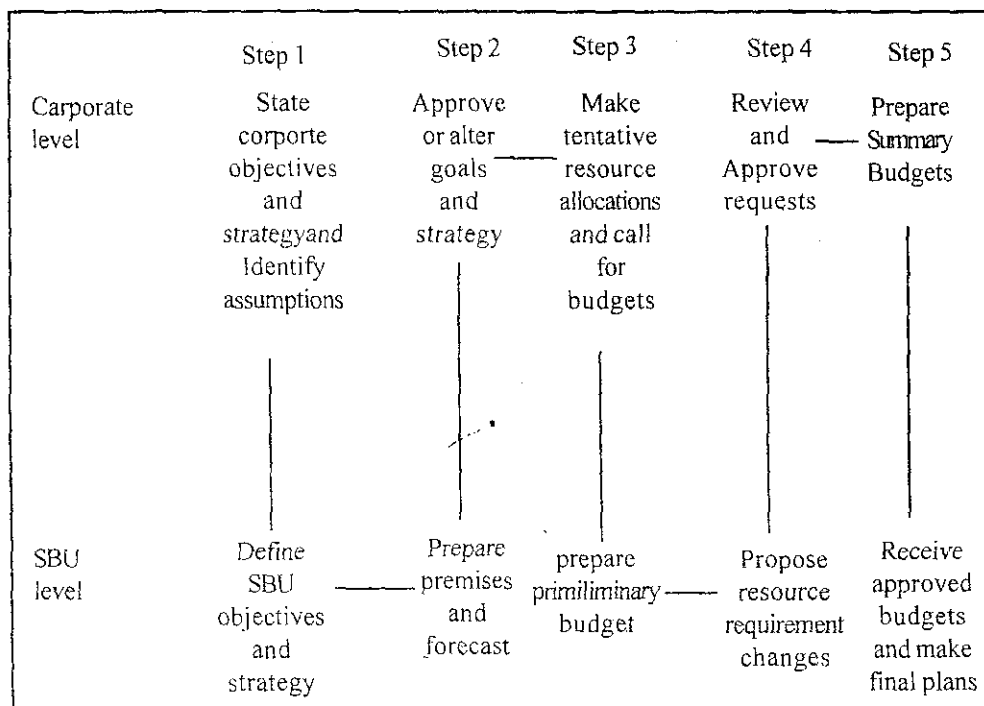 Step 1
Step 2
Step 3
Step 4
Step 5
Carporate
level
State
corporte
objectives
and
strategyand
Identify
assumptions
Approve
or alter
goals
and
strategy
Make
tentative
resource
allocations
and call
for
budgets
Review
and
Approve
requests
Prepare
Summary
Budgets
SBU
level
Define
SBU
objectives
and
strategy
Prepare
premises
and
forecast
prepare
primiliminary
budget
Propose
resource
requirement
changes
Receive
approved
budgets
and make
final plans